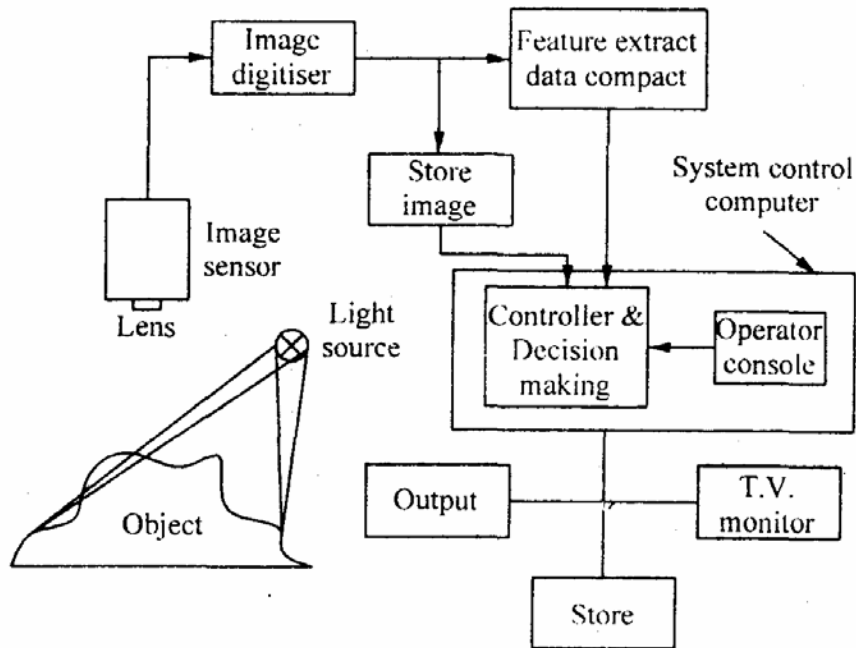 Image
digitiser
Feature extract
data compact
Store
image
System control
computer
Image
sensor
Lens
Light
source
Controller &
Decision
making
Operator
console
Object
Output
T.V.
monitor
Store